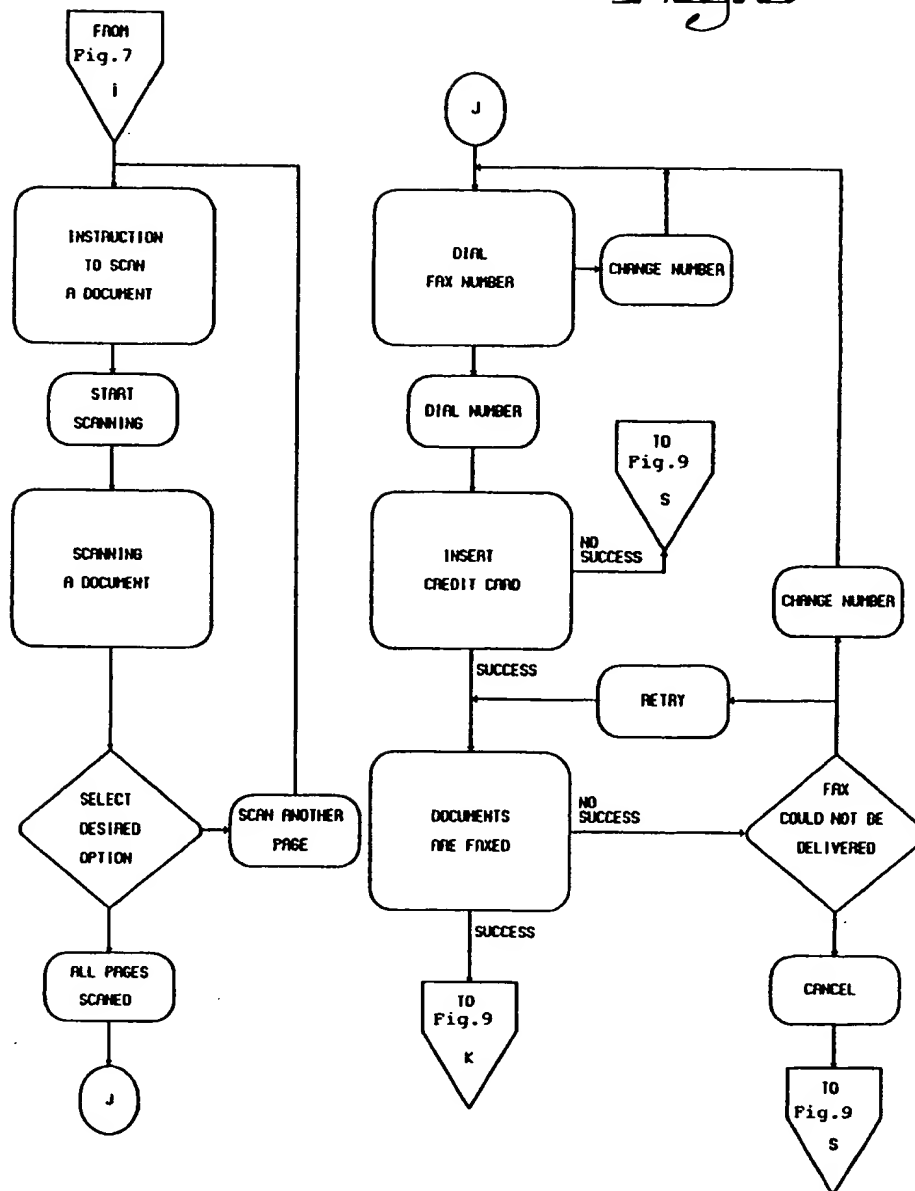 FROM
Fig.7
i
INSTRUCTION
TO SCAN
A DOCUMENT
START
SCANNING
SCANNING
A DOCUMENT
SELECT
DESIRED
OPTION
SCAN ANOTHER
PAGE
ALL PAGES
SCANED
J
J
DIAL
FAX NUMBER
CHANGE NUMBER
DIAL NUMBER
TO
Fig.9
S
INSERT
CREDIT CARD
NO
SUCCESS
SUCCESS
CHANGE NUMBER
RETRY
DOCUMENTS
ARE FAXED
NO
SUCCESS
FAX
COULD NOT BE
DELIVERED
SUCCESS
TO
Fig.9
K
CANCEL
TO
Fig.9
S